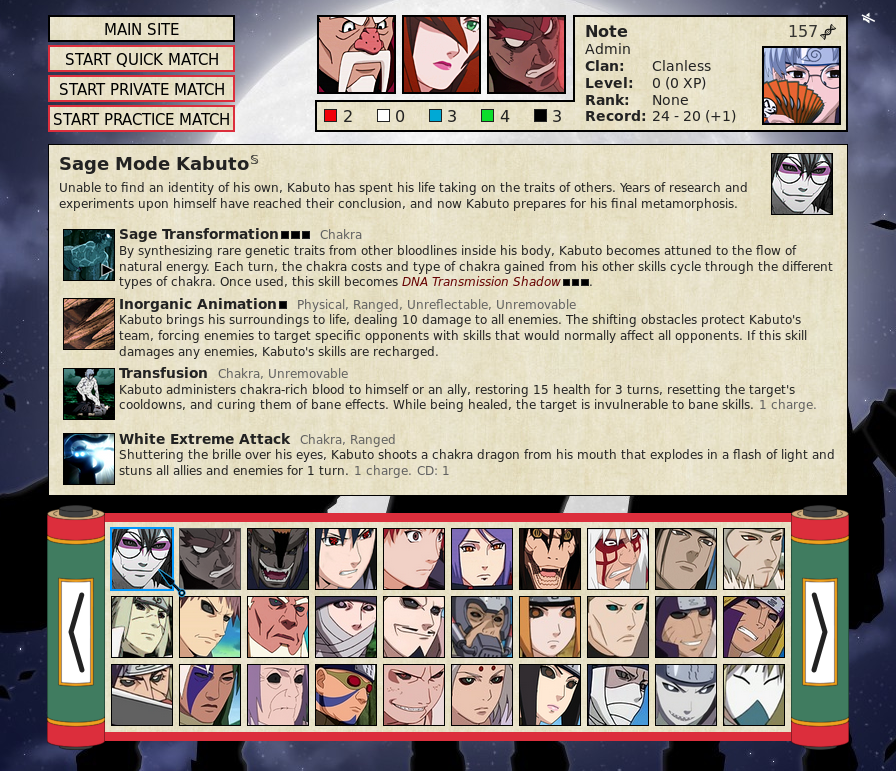 MAIN SITE
START QUICK MATCH
START PRIVATE MATCH
START PRACTICE MATCH
2 0 3 4 3
Note 157
Admin
Clan: Clanless
Level: 0 (0 XP)
Rank: None
Record: 24 - 20 (+1)
Sage Mode Kabuto S
Unable to find an identity of his own, Kabuto has spent his life taking on the traits of others. Years of research and
experiments upon himself have reached their conclusion, and now Kabuto prepares for his final metamorphosis.
Sage Transformation Chakra
By synthesizing rare genetic traits from other bloodlines inside his body, Kabuto becomes attuned to the flow of
natural energy. Each turn, the chakra costs and type of chakra gained from his other skills cycle through the different
types of chakra. Once used, this skill becomes DNA Transmission Shadow.
Inorganic Animation Physical, Ranged, Unreflectable, Unremovable
Kabuto brings his surroundings to life, dealing 10 damage to all enemies. The shifting obstacles protect Kabuto's
team, forcing enemies to target specific opponents with skills that would normally affect all opponents. If this skill
damages any enemies, Kabuto's skills are recharged.
Transfusion Chakra, Unremovable
Kabuto administers chakra-rich blood to himself or an ally, restoring 15 health for 3 turns, resetting the target's
cooldowns, and curing them of bane effects. While being healed, the target is invulnerable to bane skills. 1 charge.
White Extreme Attack Chakra, Ranged
Shuttering the brille over his eyes, Kabuto shoots a chakra dragon from his mouth that explodes in a flash of light and
stuns all allies and enemies for 1 turn. 1 charge. CD: 1